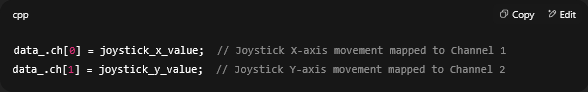 cpp Copy Edit
data_.ch[0] = joystick_x_value;  // Joystick X-axis movement mapped to Channel 1
data_.ch[1] = joystick_y_value;  // Joystick Y-axis movement mapped to Channel 2